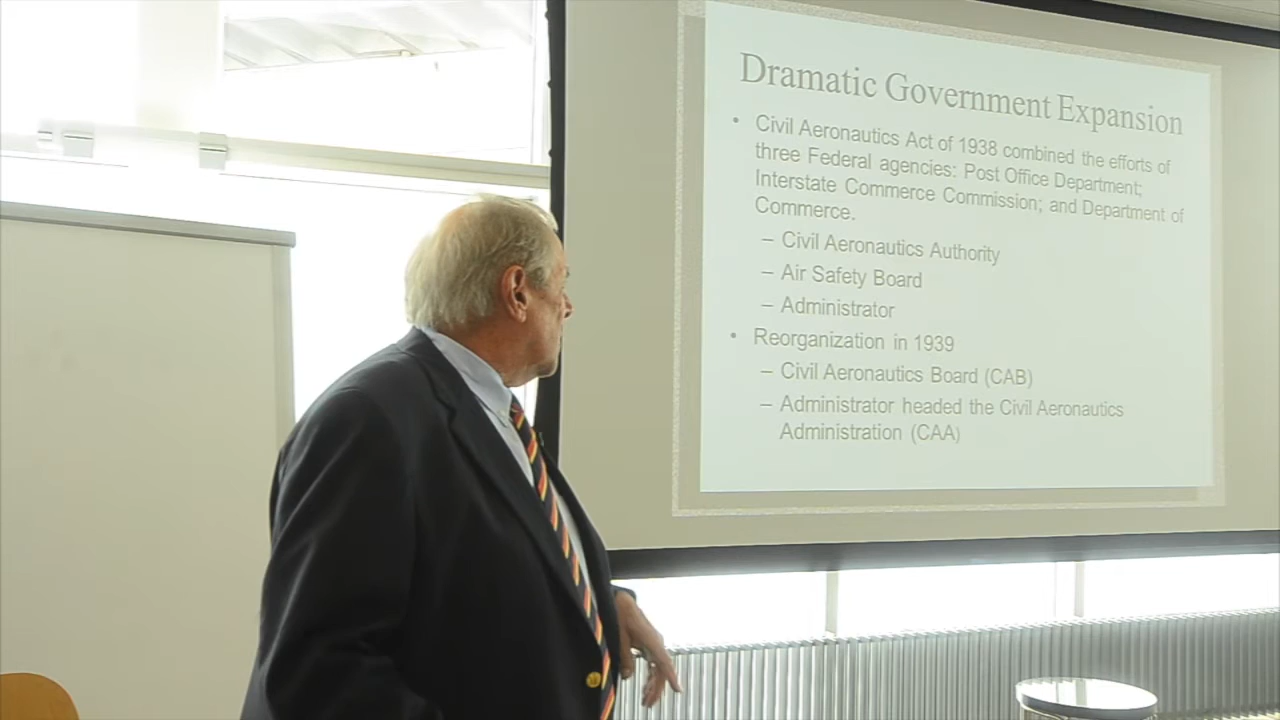 Dramatic Government Expansion
• Civil Aeronautics Act of 1938 combined the efforts of
three Federal agencies: Post Office Department;
Interstate Commerce Commission; and Department of
Commerce.
– Civil Aeronautics Authority
– Air Safety Board
– Administrator
• Reorganization in 1939
– Civil Aeronautics Board (CAB)
– Administrator headed the Civil Aeronautics
Administration (CAA)